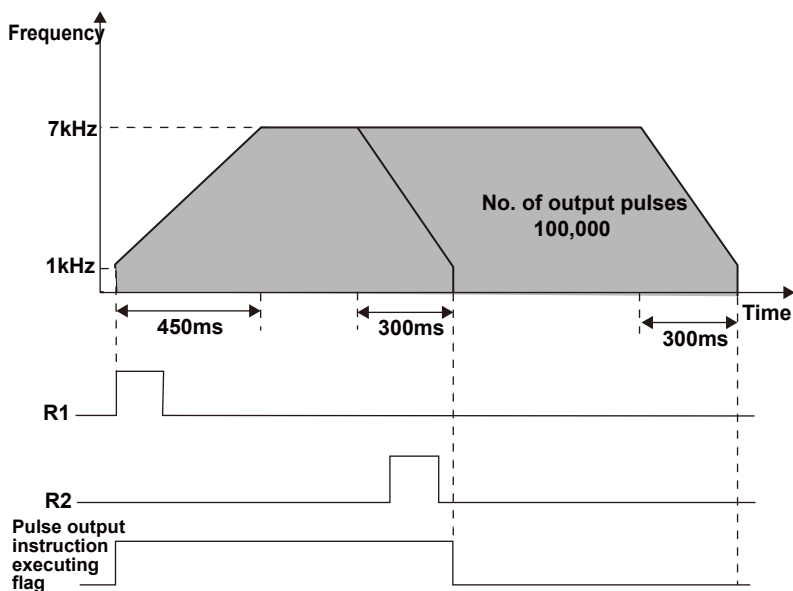 Frequency
7kHz
No. of output pulses
100,000
1kHz
Time
450ms
300ms
300ms
R1
R2
Pulse output
instruction
executing
flag